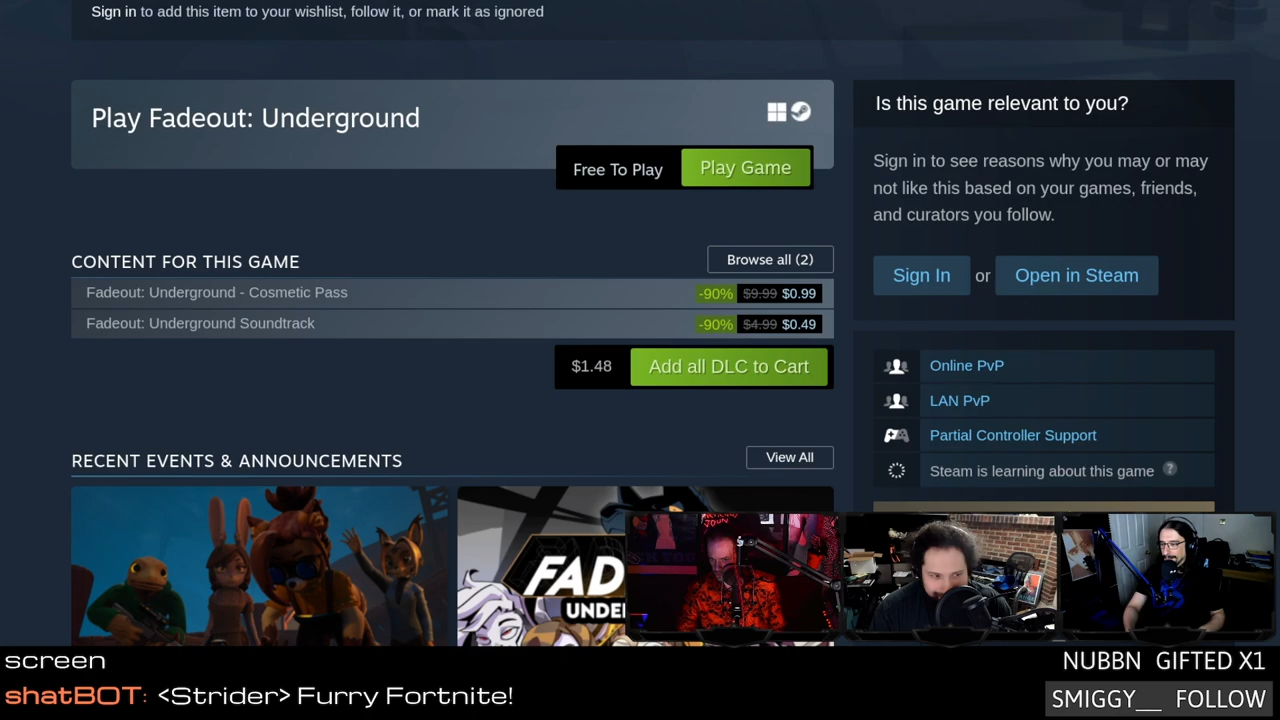 Sign in to add this item to your wishlist, follow it, or mark it as ignored
Play Fadeout: Underground
Free To Play
Play Game
CONTENT FOR THIS GAME
Browse all (2)
Fadeout: Underground - Cosmetic Pass
-90% $9.99 $0.99
Fadeout: Underground Soundtrack
-90% $4.99 $0.49
$1.48
Add all DLC to Cart
RECENT EVENTS & ANNOUNCEMENTS
View All
FAD
UNDE
Is this game relevant to you?
Sign in to see reasons why you may or may
not like this based on your games, friends,
and curators you follow.
Sign In or Open in Steam
Online PvP
LAN PvP
Partial Controller Support
Steam is learning about this game ?
screen
shatBOT: <Strider> Furry Fortnite!
NUBBN GIFTED X1
SMIGGY__ FOLLOW